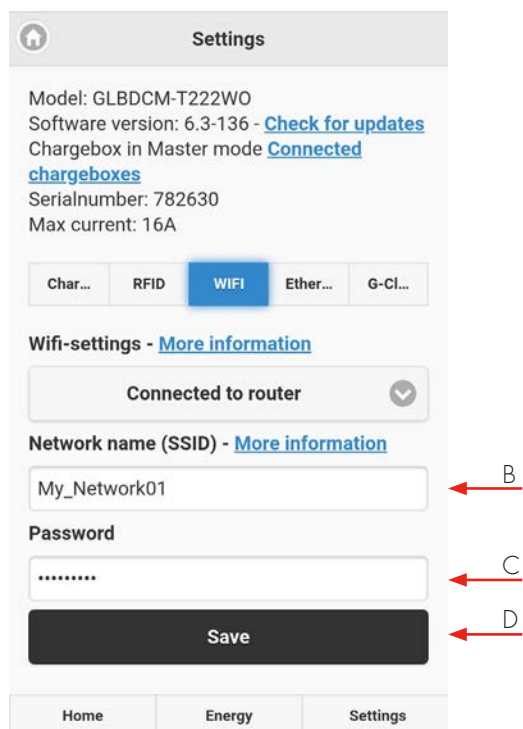 Settings
Model: GLBDCM-T222WO
Software version: 6.3-136 - Check for updates
Chargebox in Master mode Connected
chargeboxes
Serialnumber: 782630
Max current: 16A
Char... RFID WIFI Ether... G-Cl...
Wifi-settings - More information
Connected to router
Network name (SSID) - More information
My_Network01
B
Password
•••••••••
C
Save
D
Home Energy Settings